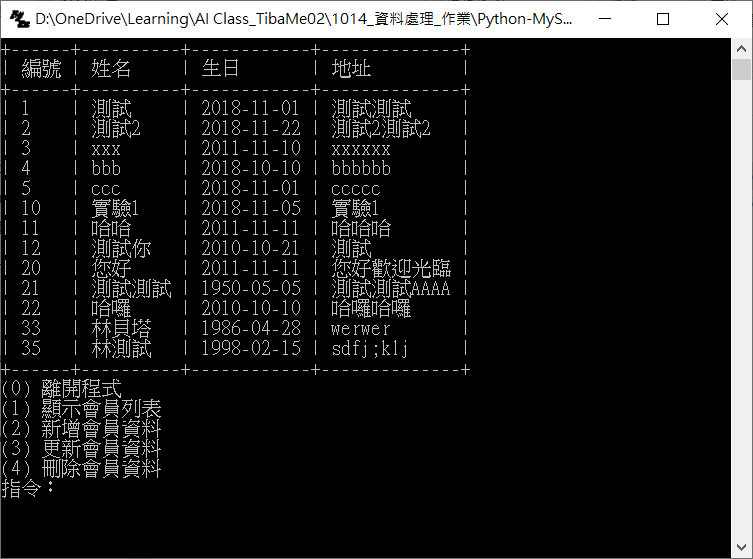 D:\OneDrive\Learning\AI Class_TibaMe02\1014_資料處理_作業\Python-MyS...
| 編號 | 姓名 | 生日 | 地址 |
| 1 | 測試 | 2018-11-01 | 測試測試 |
| 2 | 測試2 | 2018-11-22 | 測試2測試2 |
| 3 | xxx | 2011-11-10 | xxxxxx |
| 4 | bbb | 2018-10-10 | bbbbbb |
| 5 | ccc | 2018-11-01 | ccccc |
| 10 | 實驗1 | 2018-11-05 | 實驗1 |
| 11 | 哈哈 | 2011-11-11 | 哈哈哈 |
| 12 | 測試你 | 2010-10-21 | 測試 |
| 20 | 您好 | 2011-11-11 | 您好歡迎光臨 |
| 21 | 測試測試 | 1950-05-05 | 測試測試AAAA |
| 22 | 哈囉 | 2010-10-10 | 哈囉哈囉 |
| 33 | 林貝塔 | 1986-04-28 | werwer |
| 35 | 林測試 | 1998-02-15 | sdfj;klj |
(0) 離開程式
(1) 顯示會員列表
(2) 新增會員資料
(3) 更新會員資料
(4) 刪除會員資料
指令：